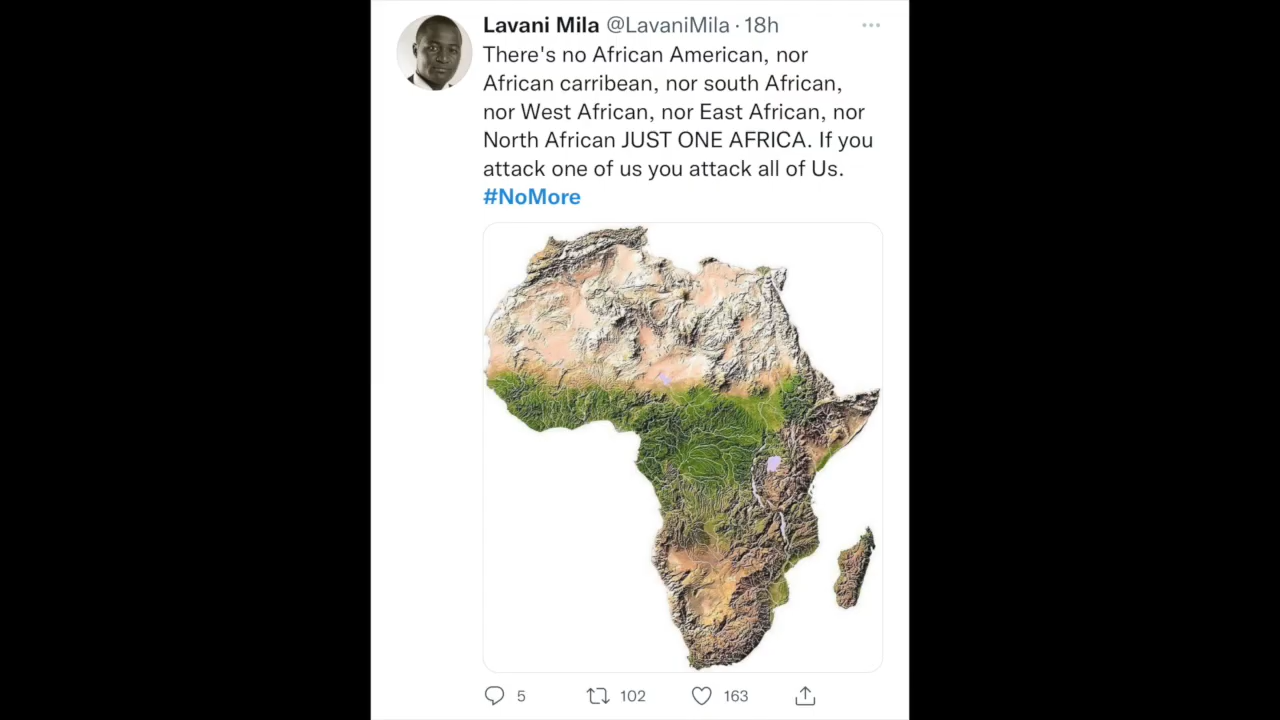 Lavani Mila @LavaniMila · 18h
There's no African American, nor
African carribean, nor south African,
nor West African, nor East African, nor
North African JUST ONE AFRICA. If you
attack one of us you attack all of Us.
#NoMore
5 102 163